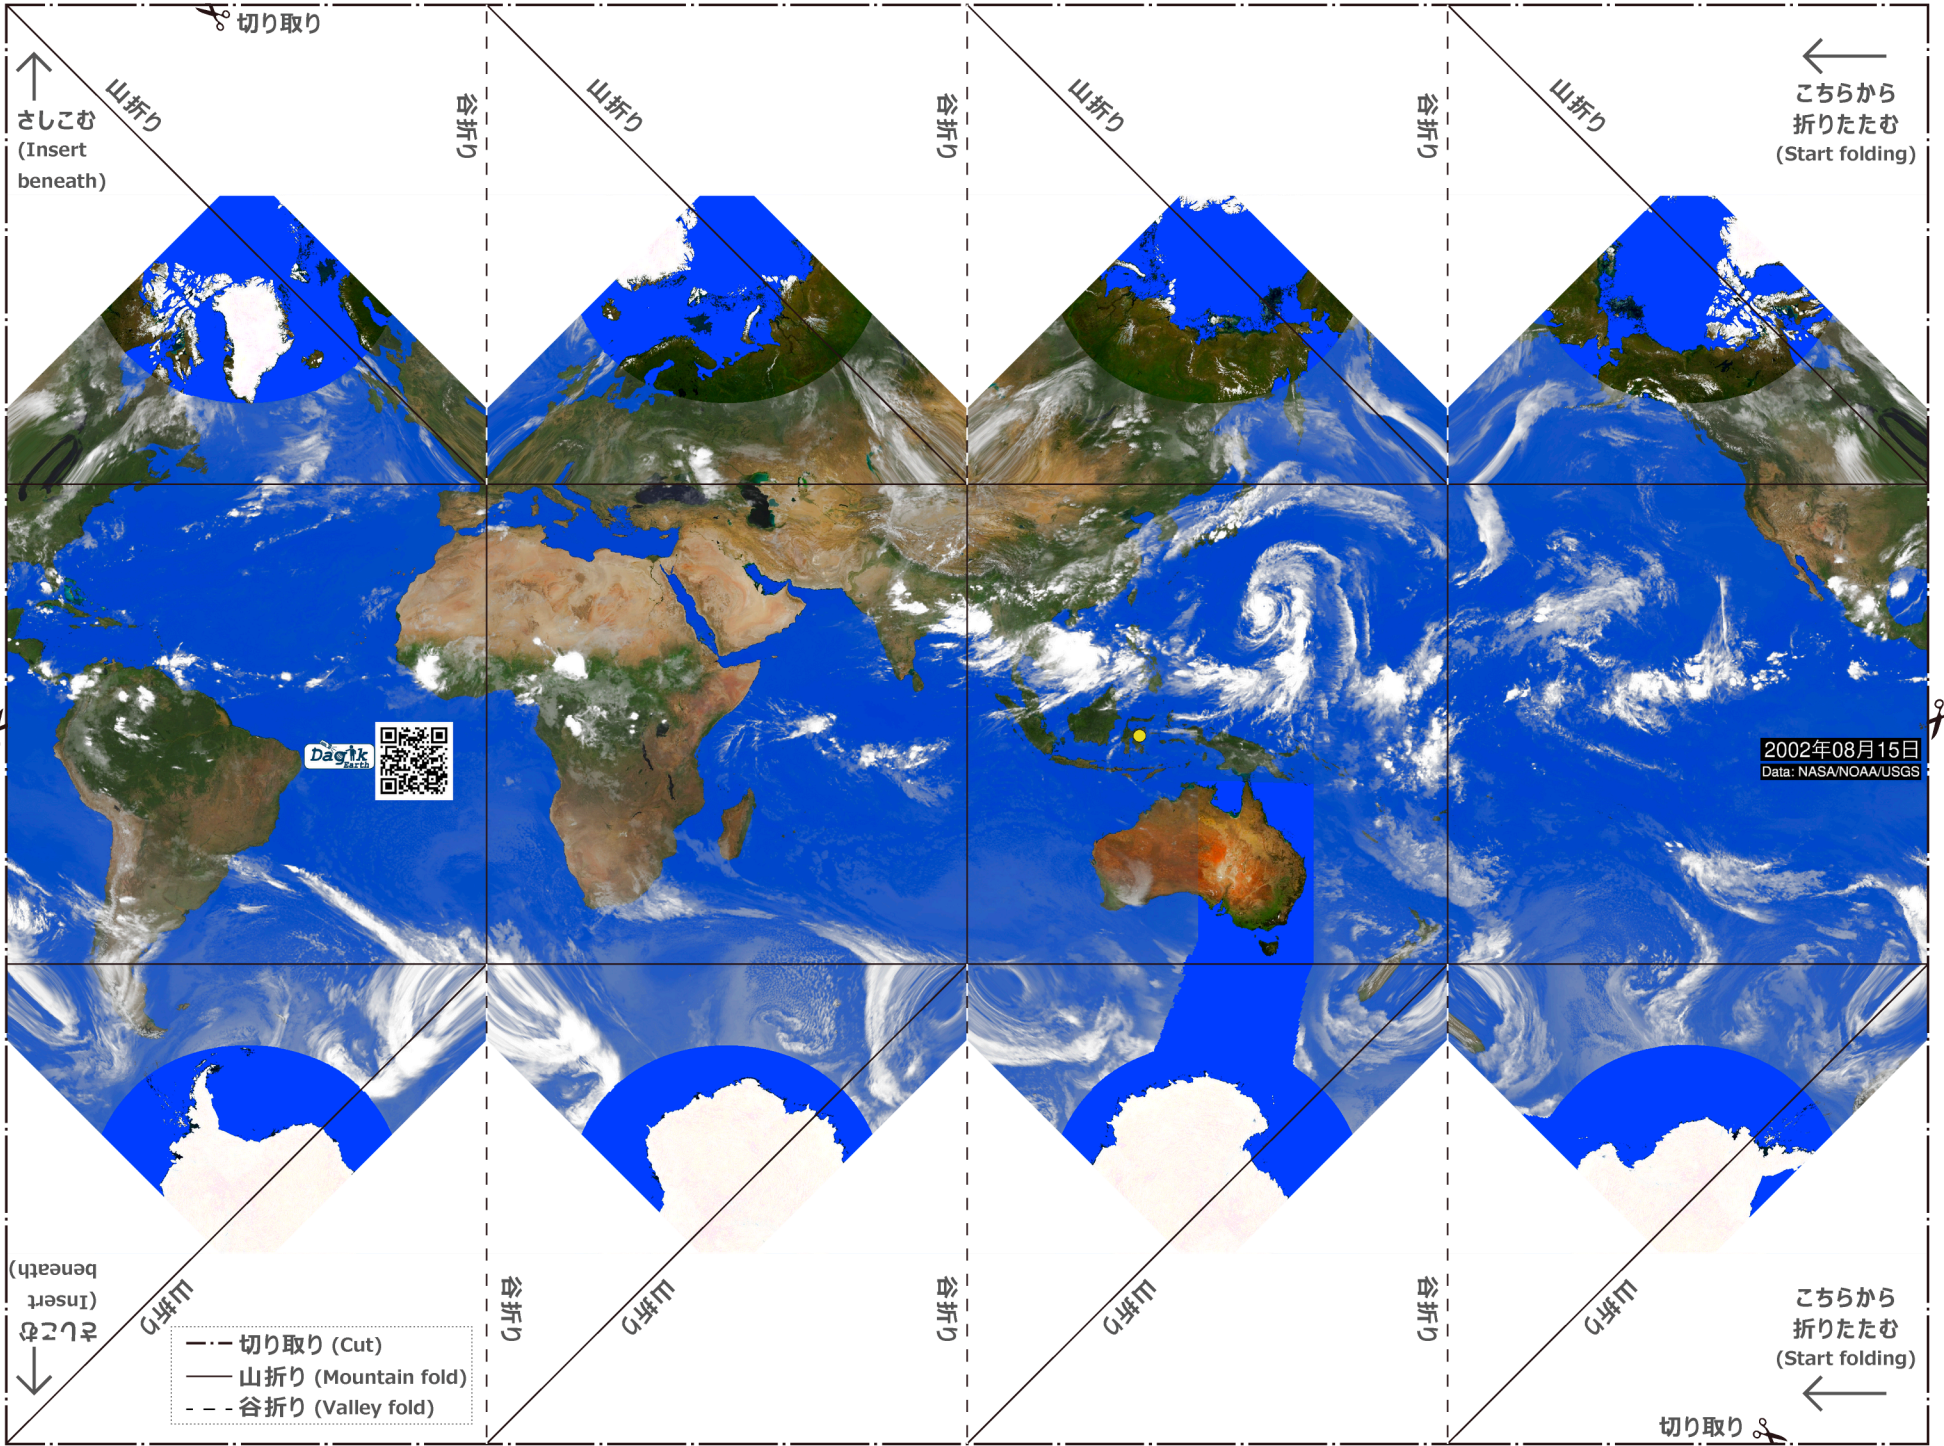 切り取り
山折り
谷折り
山折り
谷折り
山折り
谷折り
山折り
さしこむ
(Insert
beneath)
こちらから
折りたたむ
(Start folding)
Dagik
Earth
2002年08月15日
Data: NASA/NOAA/USGS
さしこむ
(Insert
beneath)
山折り
谷折り
山折り
谷折り
山折り
谷折り
山折り
切り取り (Cut)
山折り (Mountain fold)
谷折り (Valley fold)
こちらから
折りたたむ
(Start folding)
切り取り